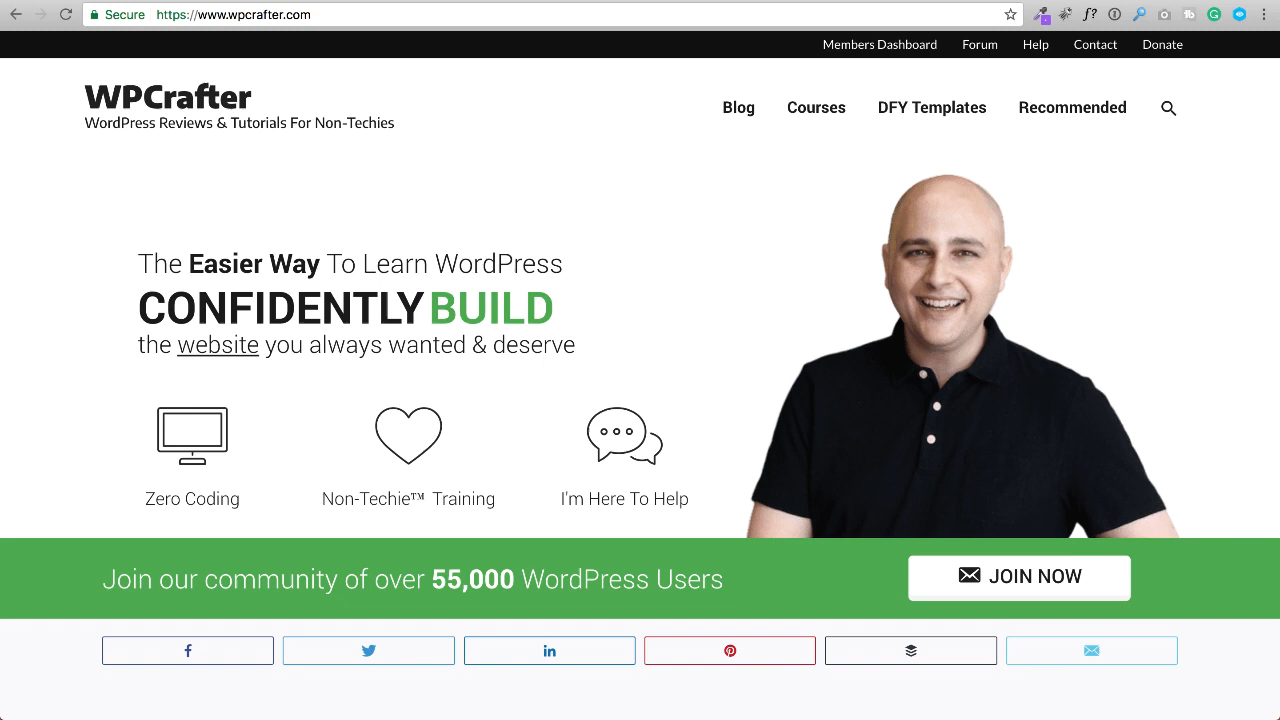 Secure https://www.wpcrafter.com
Members Dashboard Forum Help Contact Donate
WPCrafter
WordPress Reviews & Tutorials For Non-Techies
Blog Courses DFY Templates Recommended
The Easier Way To Learn WordPress
CONFIDENTLY BUILD
the website you always wanted & deserve
Zero Coding Non-Techie™ Training I'm Here To Help
Join our community of over 55,000 WordPress Users
JOIN NOW